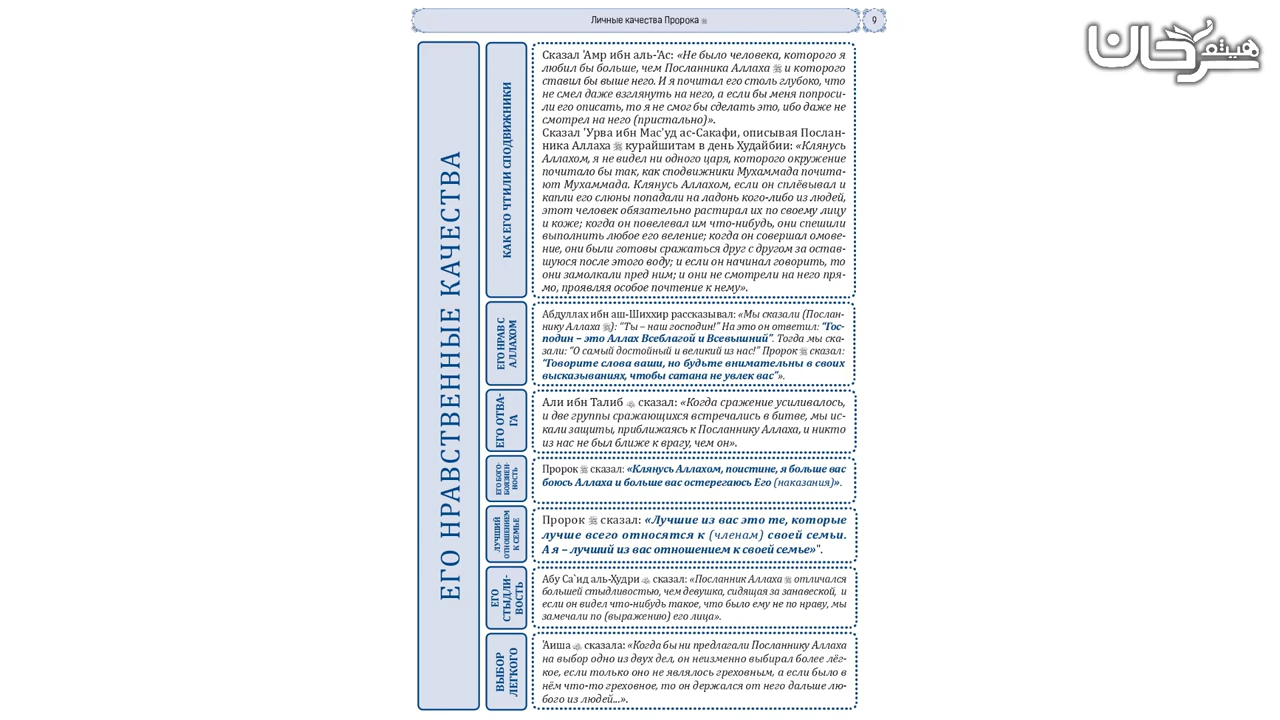 Личные качества Пророка ﷺ
9
هيتمرجان
ЕГО НРАВСТВЕННЫЕ КАЧЕСТВА
КАК ЕГО ЧТИЛИ СПОДВИЖНИКИ
Сказал 'Амр ибн аль-'Ас: «Не было человека, которого я
любил бы больше, чем Посланника Аллаха ﷺ и которого
ставил бы выше него. И я почитал его столь глубоко, что
не смел даже взглянуть на него, а если бы меня попроси-
ли его описать, то я не смог бы сделать это, ибо даже не
смотрел на него (пристально)».
Сказал 'Урва ибн Мас'уд ас-Сакафи, описывая Послан-
ника Аллаха ﷺ курайшитам в день Худайбии: «Клянусь
Аллахом, я не видел ни одного царя, которого окружение
почитало бы так, как сподвижники Мухаммада почита-
ют Мухаммада. Клянусь Аллахом, если он сплёвывал и
капли его слюны попадали на ладонь кого-либо из людей,
этот человек обязательно растирал их по своему лицу
и коже; когда он повелевал им что-нибудь, они спешили
выполнить любое его веление; когда он совершал омове-
ние, они были готовы сражаться друг с другом за остав-
шуюся после этого воду; и если он начинал говорить, то
они замолкали пред ним; и они не смотрели на него пря-
мо, проявляя особое почтение к нему».
ЕГО НРАВ С
АЛЛАХОМ
Абдуллах ибн аш-Шиххир рассказывал: «Мы сказали (Послан-
нику Аллаха ﷺ): “Ты – наш господин!” На это он ответил: “Гос-
подин – это Аллах Всеблагой и Всевышний”. Тогда мы ска-
зали: “О самый достойный и великий из нас!” Пророк ﷺ сказал:
“Говорите слова ваши, но будьте внимательны в своих
высказываниях, чтобы сатана не увлек вас”».
ЕГО ОТВА-
ГА
Али ибн Талиб сказал: «Когда сражение усиливалось,
и две группы сражающихся встречались в битве, мы ис-
кали защиты, приближаясь к Посланнику Аллаха, и никто
из нас не был ближе к врагу, чем он».
ЕГО БОГО-
БОЯЗНЕН-
НОСТЬ
Пророк ﷺ сказал: «Клянусь Аллахом, поистине, я больше вас
боюсь Аллаха и больше вас остерегаюсь Его (наказания)».
ЛУЧШИЙ
ОТНОШЕНИЕМ
К СЕМЬЕ
Пророк ﷺ сказал: «Лучшие из вас это те, которые
лучше всего относятся к (членам) своей семьи.
А я – лучший из вас отношением к своей семье»".
ЕГО
СТЫДЛИ-
ВОСТЬ
Абу Са`ид аль-Худри сказал: «Посланник Аллаха ﷺ отличался
большей стыдливостью, чем девушка, сидящая за занавеской, и
если он видел что-нибудь такое, что было ему не по нраву, мы
замечали по (выражению) его лица».
ВЫБОР
ЛЕГКОГО
'Аиша сказала: «Когда бы ни предлагали Посланнику Аллаха
на выбор одно из двух дел, он неизменно выбирал более лёг-
кое, если только оно не являлось греховным, а если было в
нём что-то греховное, то он держался от него дальше лю-
бого из людей...».